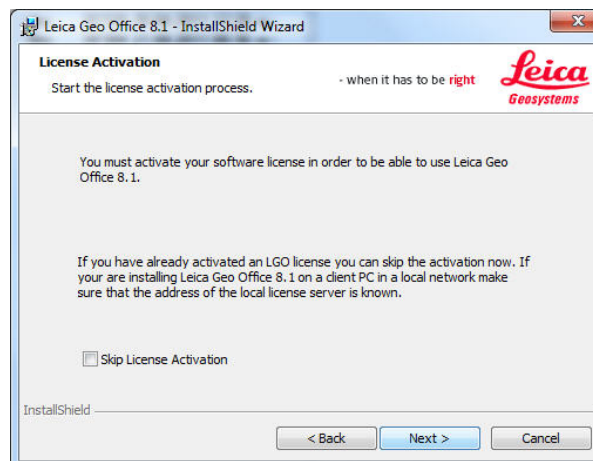 Leica Geo Office 8.1 - InstallShield Wizard
License Activation
Start the license activation process.
- when it has to be right
Leica
Geosystems
You must activate your software license in order to be able to use Leica Geo
Office 8.1.
If you have already activated an LGO license you can skip the activation now. If
your are installing Leica Geo Office 8.1 on a client PC in a local network make
sure that the address of the local license server is known.
Skip License Activation
InstallShield
< Back Next > Cancel